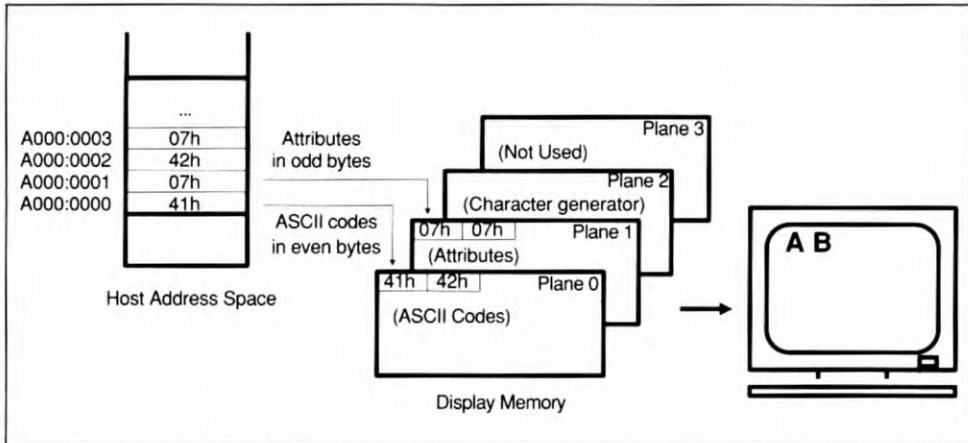 ...
A000:0003 07h
A000:0002 42h
A000:0001 07h
A000:0000 41h
Host Address Space
Attributes
in odd bytes
ASCII codes
in even bytes
Plane 3
(Not Used)
Plane 2
(Character generator)
07h 07h Plane 1
(Attributes)
41h 42h Plane 0
(ASCII Codes)
Display Memory
A B